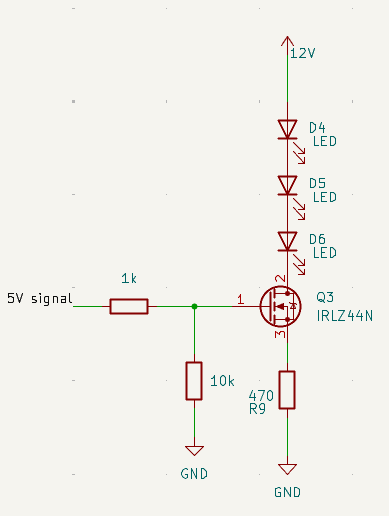 12V
D4
LED
D5
LED
D6
LED
1k
5V signal
1
2
Q3
IRLZ44N
3
10k
470
R9
GND
GND